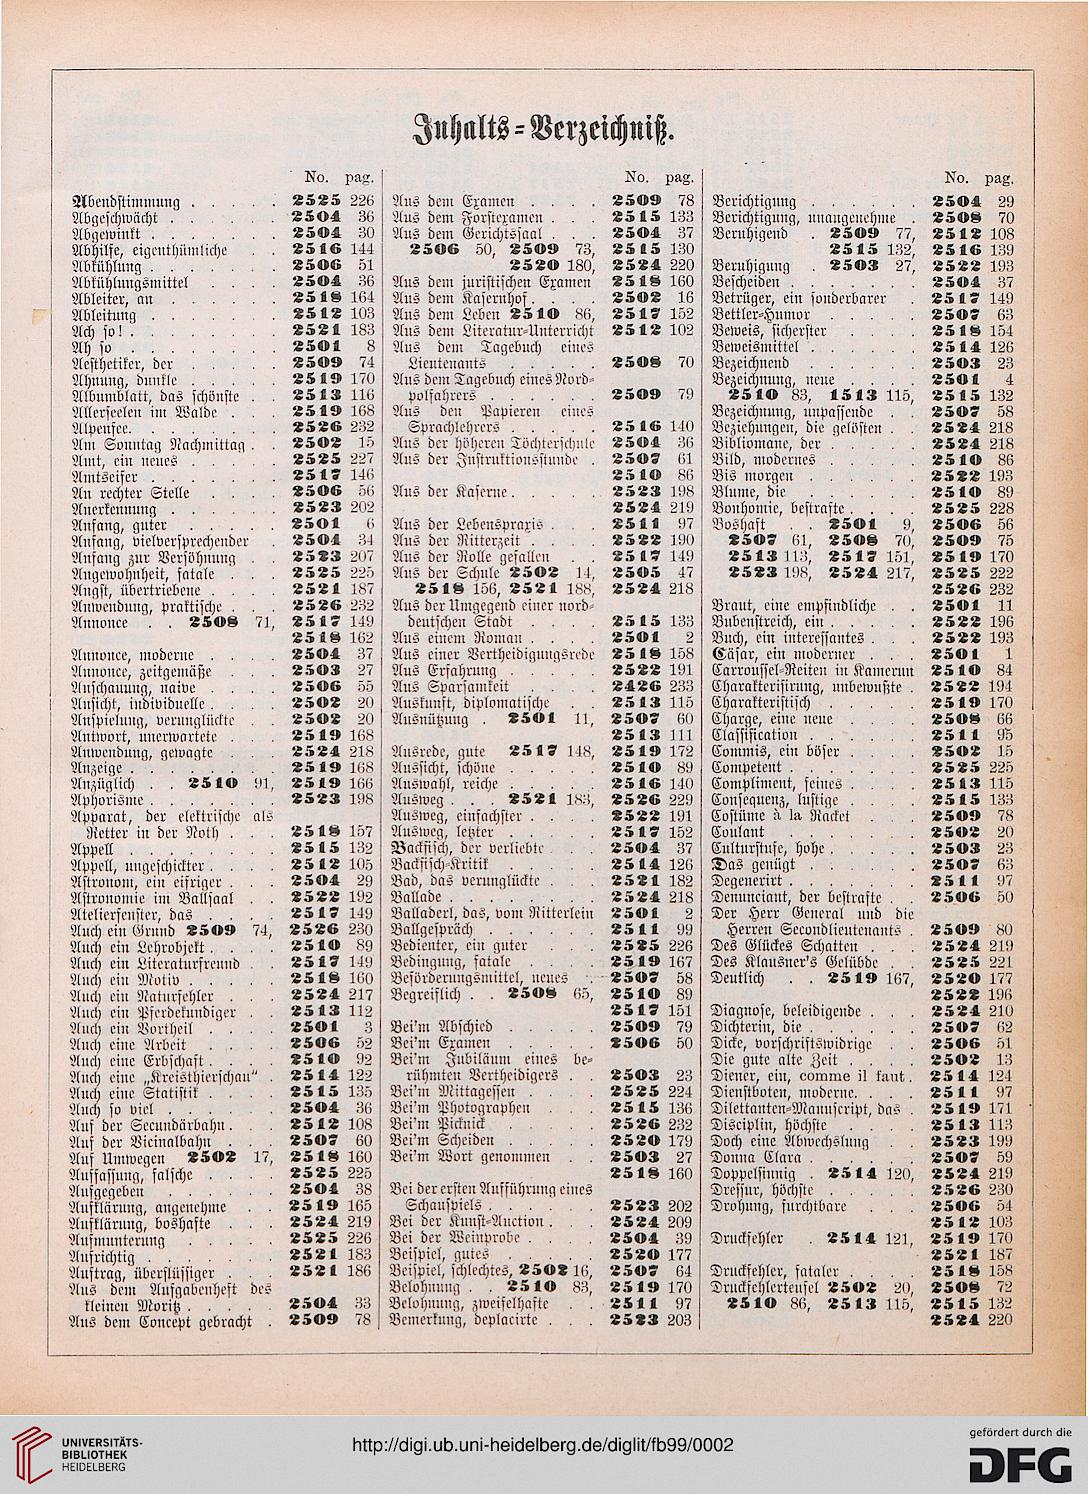 Inhalts-Verzeichniß.
No. pag.
Abendstimmung . . . . . 2525 226
Abgeschwächt . . . . . . 2504 36
Abgewinkt . . . . . . . 2504 30
Abhilfe, eigenthümliche . . 2516 144
Abkühlung . . . . . . . 2506 51
Abkühlungsmittel . . . . 2504 36
Ableiter, an . . . . . . 2518 164
Ableitung . . . . . . . 2512 103
Ach so! . . . . . . . . 2521 183
Ah so . . . . . . . . 2501 8
Aesthetiker, der . . . . . 2509 74
Ahnung, dunkle . . . . . 2519 170
Albumblatt, das schönste . . 2513 116
Allerseelen im Walde . . . 2519 168
Alpensee . . . . . . . . 2526 232
Am Sonntag Nachmittag . . 2502 15
Amt, ein neues . . . . . 2525 227
Amtseifer . . . . . . . 2517 146
An rechter Stelle . . . . 2506 56
Anerkennung . . . . . . 2523 202
Anfang, guter . . . . . 2501 6
Anfang, vielversprechender . 2504 34
Anfang zur Versöhnung . . 2523 207
Angewohnheit, fatale . . . 2525 225
Angst, übertriebene . . . . 2521 187
Anwendung, praktische . . . 2526 232
Annonce . . 2508 71, 2517 149
2518 162
Annonce, moderne . . . . 2504 37
Annonce, zeitgemäße . . . 2503 27
Anschauung, naive . . . . 2506 55
Ansicht, individuelle . . . . 2502 20
Anspielung, verunglückte . . 2502 20
Antwort, unerwartete . . . 2519 168
Anwendung, gewagte . . . 2524 218
Anzeige . . . . . . . . 2519 168
Anzüglich . . 2510 91, 2519 166
Aphorisme . . . . . . . 2523 198
Apparat, der elektrische als
Retter in der Noth . . . 2518 157
Appell . . . . . . . . 2515 132
Appell, ungeschickter . . . . 2512 105
Astronom, ein eifriger . . . 2504 29
Astronomie im Ballsaal . . 2522 192
Atelierfenster, das . . . . 2517 149
Auch ein Grund 2509 74, 2526 230
Auch ein Lehrobjekt . . . . 2510 89
Auch ein Literaturfreund . . 2517 149
Auch ein Motiv . . . . . 2518 160
Auch ein Naturfehler . . . 2524 217
Auch ein Pferdekundiger . . 2513 112
Auch ein Vortheil . . . . 2501 3
Auch eine Arbeit . . . . 2506 52
Auch eine Erbschaft . . . . 2510 92
Auch eine „Kreisthierschau“ . 2514 122
Auch eine Statistik . . . . 2515 135
Auch so viel . . . . . . 2504 36
Auf der Secundärbahn . . . 2512 108
Auf der Vicinalbahn . . . 2507 60
Auf Umwegen 2502 17, 2518 160
Auffassung, falsche . . . . 2525 225
Aufgegeben . . . . . . 2504 38
Aufklärung, angenehme . . 2519 165
Aufklärung, boshafte . . . 2524 219
Aufmunterung . . . . . 2525 226
Aufrichtig . . . . . . . 2521 183
Auftrag, überflüssiger . . . 2521 186
Aus dem Aufgabenheft des
kleinen Moritz . . . . . 2504 33
Aus dem Concept gebracht . 2509 78
No. pag.
Aus dem Examen . . . . 2509 78
Aus dem Forstexamen . . . 2515 133
Aus dem Gerichtssaal . . . 2504 37
2506 50, 2509 73, 2515 130
2520 180, 2524 220
Aus dem juristischen Examen 2518 160
Aus dem Kasernhof . . . . 2502 16
Aus dem Leben 2510 86, 2517 152
Aus dem Literatur-Unterricht 2512 102
Aus dem Tagebuch eines
Lieutenants . . . . . 2508 70
Aus dem Tagebuch eines Nord-
polfahrers . . . . . . 2509 79
Aus den Papieren eines
Sprachlehrers . . . . . 2516 140
Aus der höheren Töchterschule 2504 36
Aus der Instruktionsstunde . 2507 61
2510 86
Aus der Kaserne . . . . . 2523 198
2524 219
Aus der Lebenspraxis . . . 2511 97
Aus der Ritterzeit . . . . 2522 190
Aus der Rolle gefallen . . 2517 149
Aus der Schule 2502 14, 2505 47
2518 156, 2521 188, 2524 218
Aus der Umgegend einer nord-
deutschen Stadt . . . . 2515 133
Aus einem Roman . . . . 2501 2
Aus einer Vertheidigungsrede 2518 158
Aus Erfahrung . . . . . 2522 191
Aus Sparsamkeit . . . . 2426 233
Auskunft, diplomatische . . 2513 115
Ausnützung . 2501 11, 2507 60
2513 111
Ausrede, gute 2517 148, 2519 172
Aussicht, schöne . . . . . 2510 89
Auswahl, reiche . . . . . 2516 140
Ausweg . . . 2521 183, 2526 229
Ausweg, einfachster . . . . 2522 191
Ausweg, letzter . . . . . 2517 152
Backfisch, der verliebte . . 2504 37
Backfisch-Kritik . . . . . 2514 126
Bad, das verunglückte . . . 2521 182
Ballade . . . . . . . . 2524 218
Balladerl, das, vom Ritterlein 2501 2
Ballgespräch . . . . . . 2511 99
Bedienter, ein guter . . . 2525 226
Bedingung, fatale . . . . 2519 167
Beförderungsmittel, neues . . 2507 58
Begreiflich . . 2508 65, 2510 89
2517 151
Bei'm Abschied . . . . . 2509 79
Bei'm Examen . . . . . 2506 50
Bei'm Jubiläum eines be-
rühmten Vertheidigers . . 2503 23
Bei'm Mittagessen . . . . 2525 224
Bei'm Photographen . . . 2515 136
Bei'm Picknick . . . . . 2526 232
Bei'm Scheiden . . . . . 2520 179
Bei'm Wort genommen . . 2503 27
2518 160
Bei der ersten Aufführung eines
Schauspiels . . . . . . 2523 202
Bei der Kunst-Auction . . . 2524 209
Bei der Weinprobe . . . . 2504 39
Beispiel, gutes . . . . . 2520 177
Beispiel, schlechtes, 2502 16, 2507 64
Belohnung . . 2510 83, 2519 170
Belohnung, zweifelhafte . . 2511 97
Bemerkung, deplacirte . . . 2523 203
No. pag.
Berichtigung . . . . . . 2504 29
Berichtigung, unangenehme . 2508 70
Beruhigend . 2509 77, 2512 108
2515 132, 2516 139
Beruhigung . 2503 27, 2522 193
Bescheiden . . . . . . . 2504 37
Betrüger, ein sonderbarer . 2517 149
Bettler-Humor . . . . . 2507 63
Beweis, sicherster . . . . 2518 154
Beweismittel . . . . . . 2514 126
Bezeichnend . . . . . . 2503 23
Bezeichnung, neue . . . . 2501 4
2510 83, 1513 115, 2515 132
Bezeichnung, unpassende . . 2507 58
Beziehungen, die gelösten . . 2524 218
Bibliomane, der . . . . . 2524 218
Bild, modernes . . . . . 2510 86
Bis morgen . . . . . . 2522 193
Blume, die . . . . . . 2510 89
Bonhomie, bestrafte . . . . 2525 228
Boshaft . . 2501 9, 2506 56
2507 61, 2508 70, 2509 75
2513 113, 2517 151, 2519 170
2523 198, 2524 217, 2525 222
2526 232
Braut, eine empfindliche . . 2501 11
Bubenstreich, ein . . . . . 2522 196
Buch, ein interessantes . . . 2522 193
Cäsar, ein moderner . . . 2501 1
Carroussel-Reiten in Kamerun 2510 84
Charakterisirung, unbewußte . 2522 194
Charakteristisch . . . . . 2519 170
Charge, eine neue . . . . 2508 66
Classification . . . . . . 2511 95
Commis, ein böser . . . . 2502 15
Competent . . . . . . . 2525 225
Compliment, feines . . . . 2513 115
Consequenz, lustige . . . . 2515 133
Costüme à la Racket . . . 2509 78
Coulant . . . . . . . . 2502 20
Culturstufe, hohe . . . . . 2503 23
Das genügt . . . . . . 2507 63
Degenerirt . . . . . . . 2511 97
Denunciant, der bestrafte . . 2506 50
Der Herr General und die
Herren Secondlieutenants . 2509 80
Des Glückes Schatten . . . 2524 219
Des Klausner's Gelübde . . 2525 221
Deutlich . . 2519 167, 2520 177
2522 196
Diagnose, beleidigende . . . 2524 210
Dichterin, die . . . . . . 2507 62
Dicke, vorschriftswidrige . . 2506 51
Die gute alte Zeit . . . . 2502 13
Diener, ein, comme il faut . 2514 124
Dienstboten, moderne . . . . 2511 97
Dilettanten-Manuscript, das . 2519 171
Disciplin, höchste . . . . 2513 113
Doch eine Abwechslung . . 2523 199
Donna Clara . . . . . . 2507 59
Doppelsinnig . 2514 120, 2524 219
Dressur, höchste . . . . . 2526 230
Drohung, furchtbare . . . 2506 54
2512 103
Druckfehler . 2514 121, 2519 170
2521 187
Druckfehler, fataler . . . . 2518 158
Druckfehlerteufel 2502 20, 2508 72
2510 86, 2513 115, 2515 132
2524 220
UNIVERSITÄTS-
BIBLIOTHEK
HEIDELBERG
http://digi.ub.uni-heidelberg.de/diglit/fb99/0002
gefördert durch die
DFG